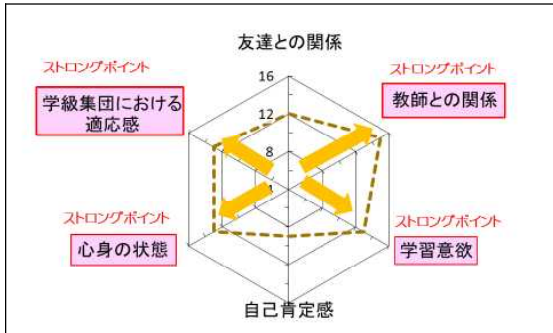 友達との関係
ストロングポイント
教師との関係
ストロングポイント
学習意欲
自己肯定感
ストロングポイント
心身の状態
ストロングポイント
学級集団における
適応感
16
12
8
4